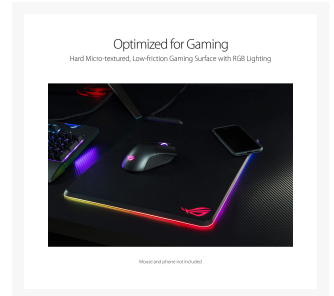 Optimized for Gaming
Hard Micro-textured, Low-friction Gaming Surface with RGB Lighting
Mouse and phone not included